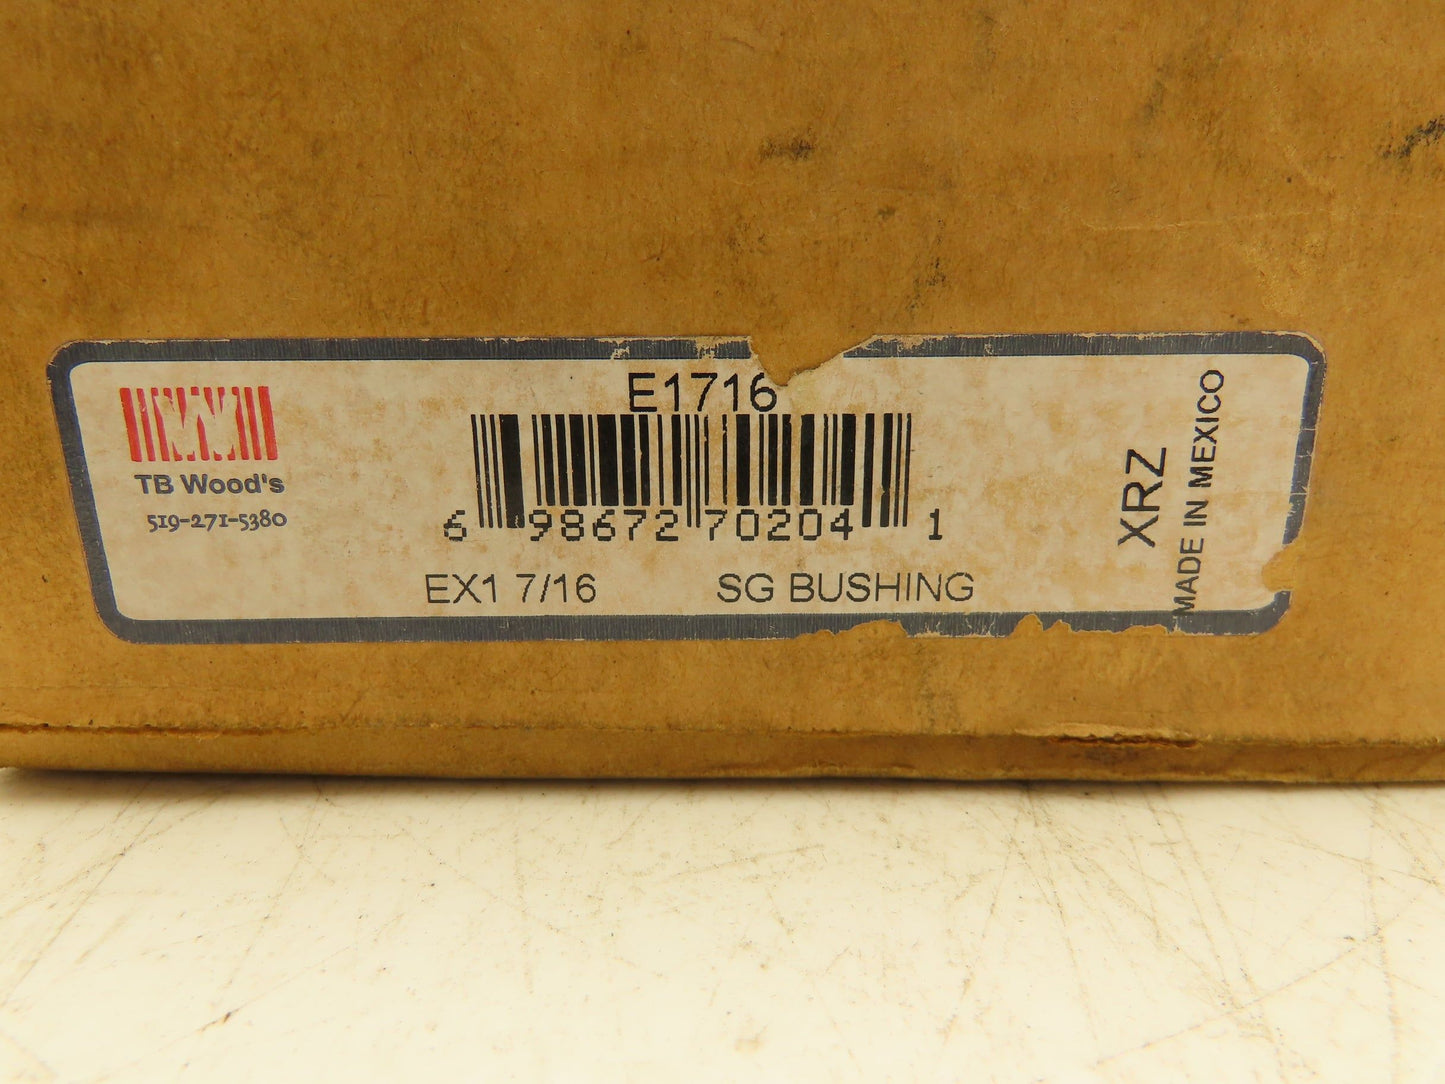 TB Wood's
519-271-5380
E1716
6 98672 70204 1
EX1 7/16 SG BUSHING
XRZ
MADE IN MEXICO